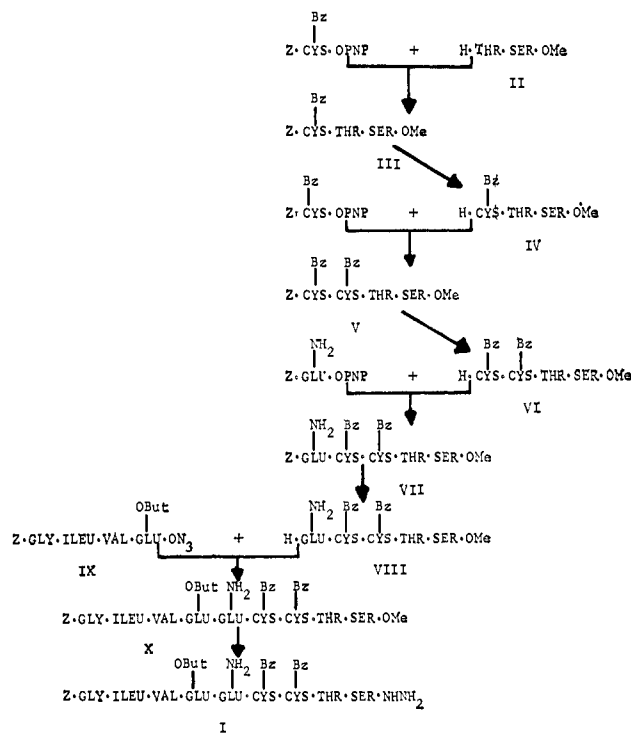 Bz
Z·CYS·OPNP + H·THR·SER·OMe
II
Bz
Z·CYS·THR·SER·OMe
III
Bz Bz
Z·CYS·OPNP + H·CYS·THR·SER·OMe
IV
Bz Bz
Z·CYS·CYS·THR·SER·OMe
V
NH2 Bz Bz
Z·GLU·OPNP + H·CYS·CYS·THR·SER·OMe
VI
NH2 Bz Bz
Z·GLU·CYS·CYS·THR·SER·OMe
VII
OBut NH2 Bz Bz
Z·GLY·ILEU·VAL·GLU·ON3 + H·GLU·CYS·CYS·THR·SER·OMe
IX VIII
OBut NH2 Bz Bz
Z·GLY·ILEU·VAL·GLU·GLU·CYS·CYS·THR·SER·OMe
X
OBut NH2 Bz Bz
Z·GLY·ILEU·VAL·GLU·GLU·CYS·CYS·THR·SER·NHNH2
I